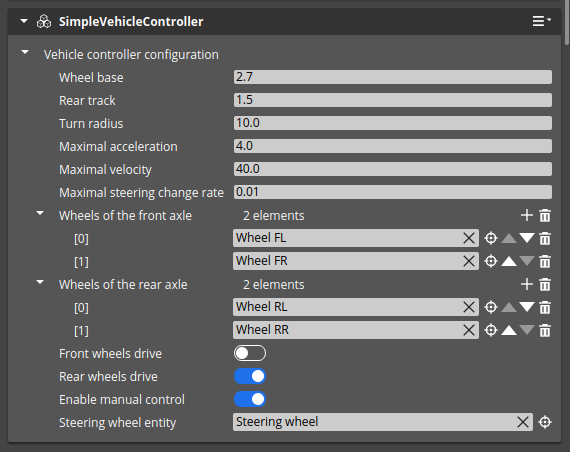 SimpleVehicleController
Vehicle controller configuration
Wheel base 2.7
Rear track 1.5
Turn radius 10.0
Maximal acceleration 4.0
Maximal velocity 40.0
Maximal steering change rate 0.01
Wheels of the front axle 2 elements
[0] Wheel FL
[1] Wheel FR
Wheels of the rear axle 2 elements
[0] Wheel RL
[1] Wheel RR
Front wheels drive
Rear wheels drive
Enable manual control
Steering wheel entity Steering wheel